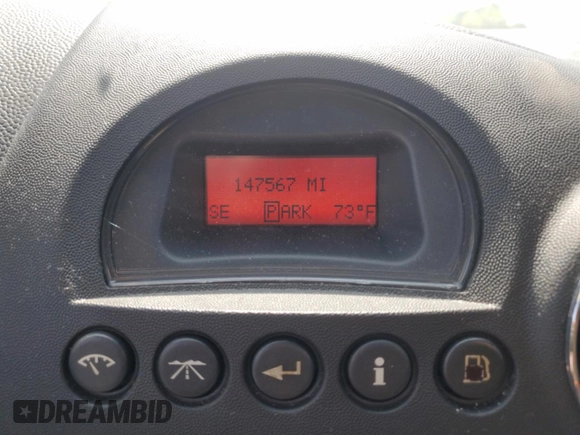 147567 MI
SE PARK 73°F
i
DREAMBID